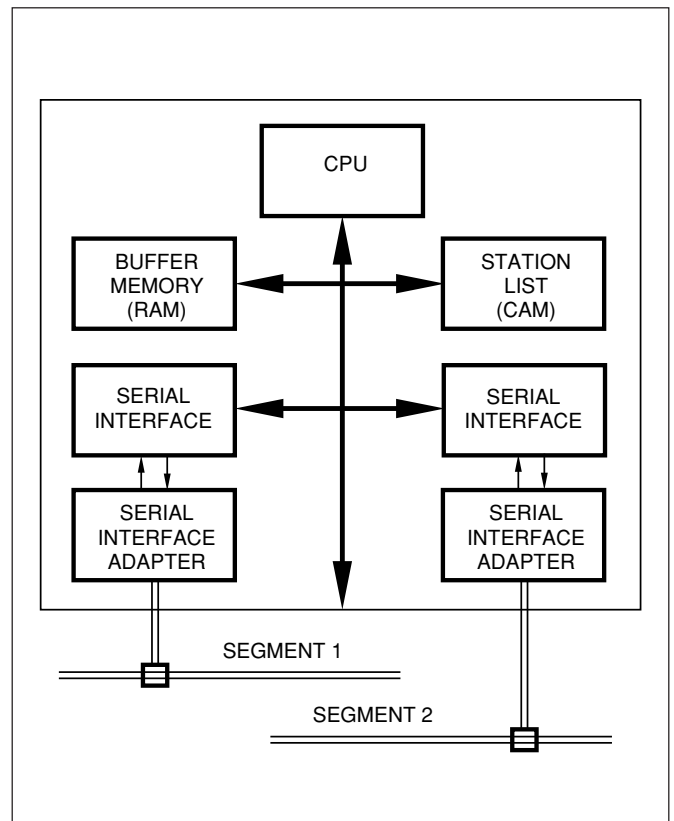 CPU
BUFFER
MEMORY
(RAM)
STATION
LIST
(CAM)
SERIAL
INTERFACE
SERIAL
INTERFACE
SERIAL
INTERFACE
ADAPTER
SERIAL
INTERFACE
ADAPTER
SEGMENT 1
SEGMENT 2